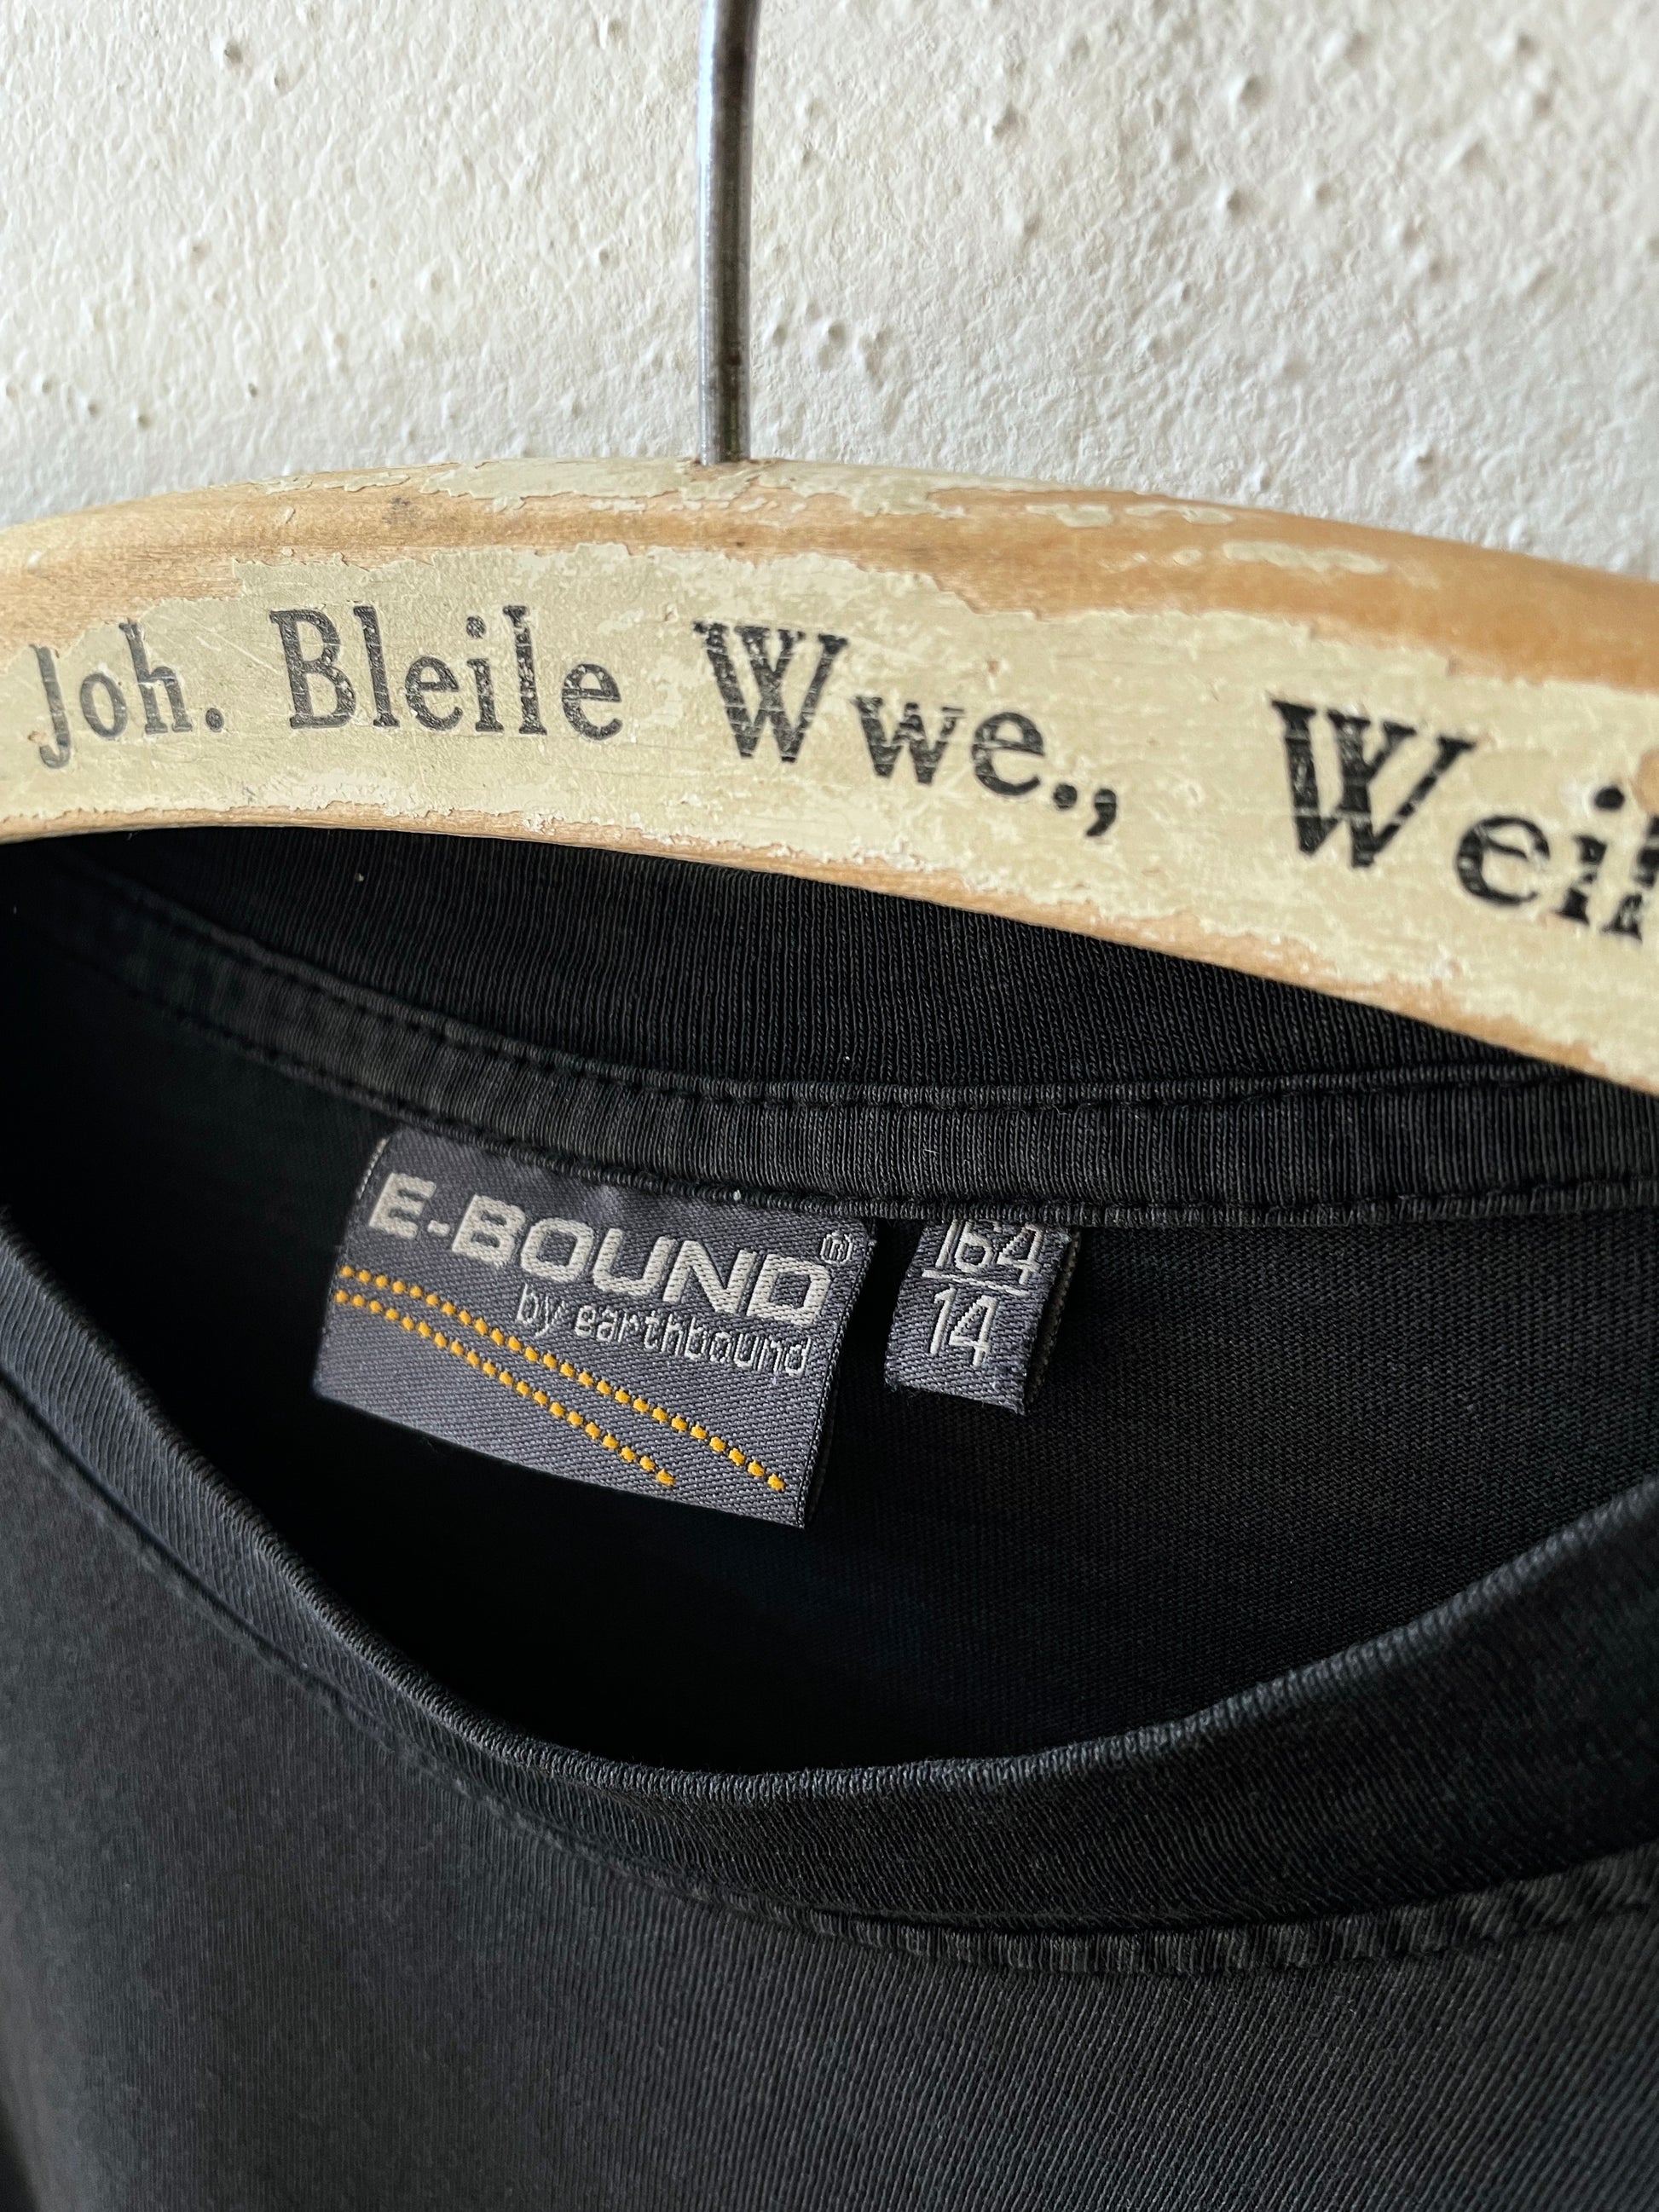 Joh. Bleile Wwe.,
E-BOUND®
by earthbound
164
14